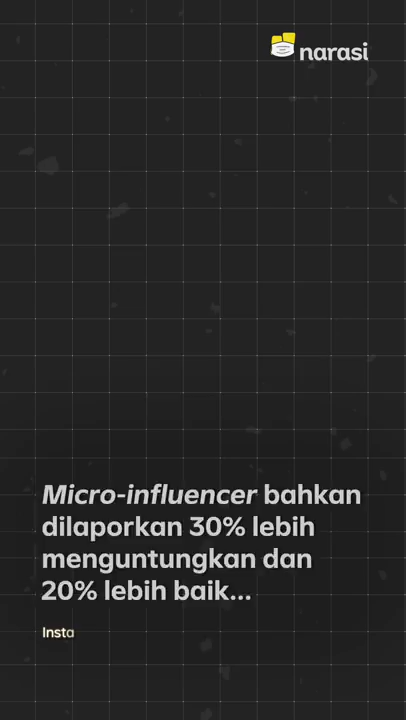 narasi
Micro-influencer bahkan
dilaporkan 30% lebih
menguntungkan dan
20% lebih baik...
Insta